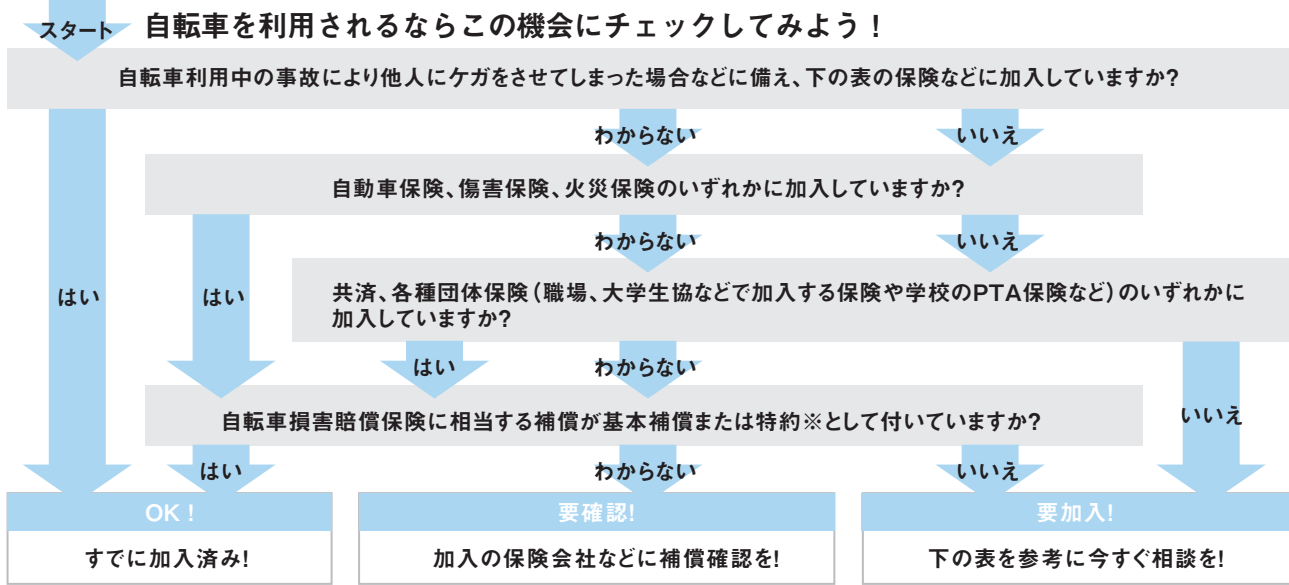 スタート 自転車を利用されるならこの機会にチェックしてみよう！
自転車利用中の事故により他人にケガをさせてしまった場合などに備え、下の表の保険などに加入していますか?
わからない いいえ
自動車保険、傷害保険、火災保険のいずれかに加入していますか?
わからない いいえ
はい はい
共済、各種団体保険（職場、大学生協などで加入する保険や学校のPTA保険など）のいずれかに
加入していますか?
はい わからない
自転車損害賠償保険に相当する補償が基本補償または特約※として付いていますか?
いいえ
はい わからない いいえ
OK！ 要確認! 要加入!
すでに加入済み! 加入の保険会社などに補償確認を! 下の表を参考に今すぐ相談を!